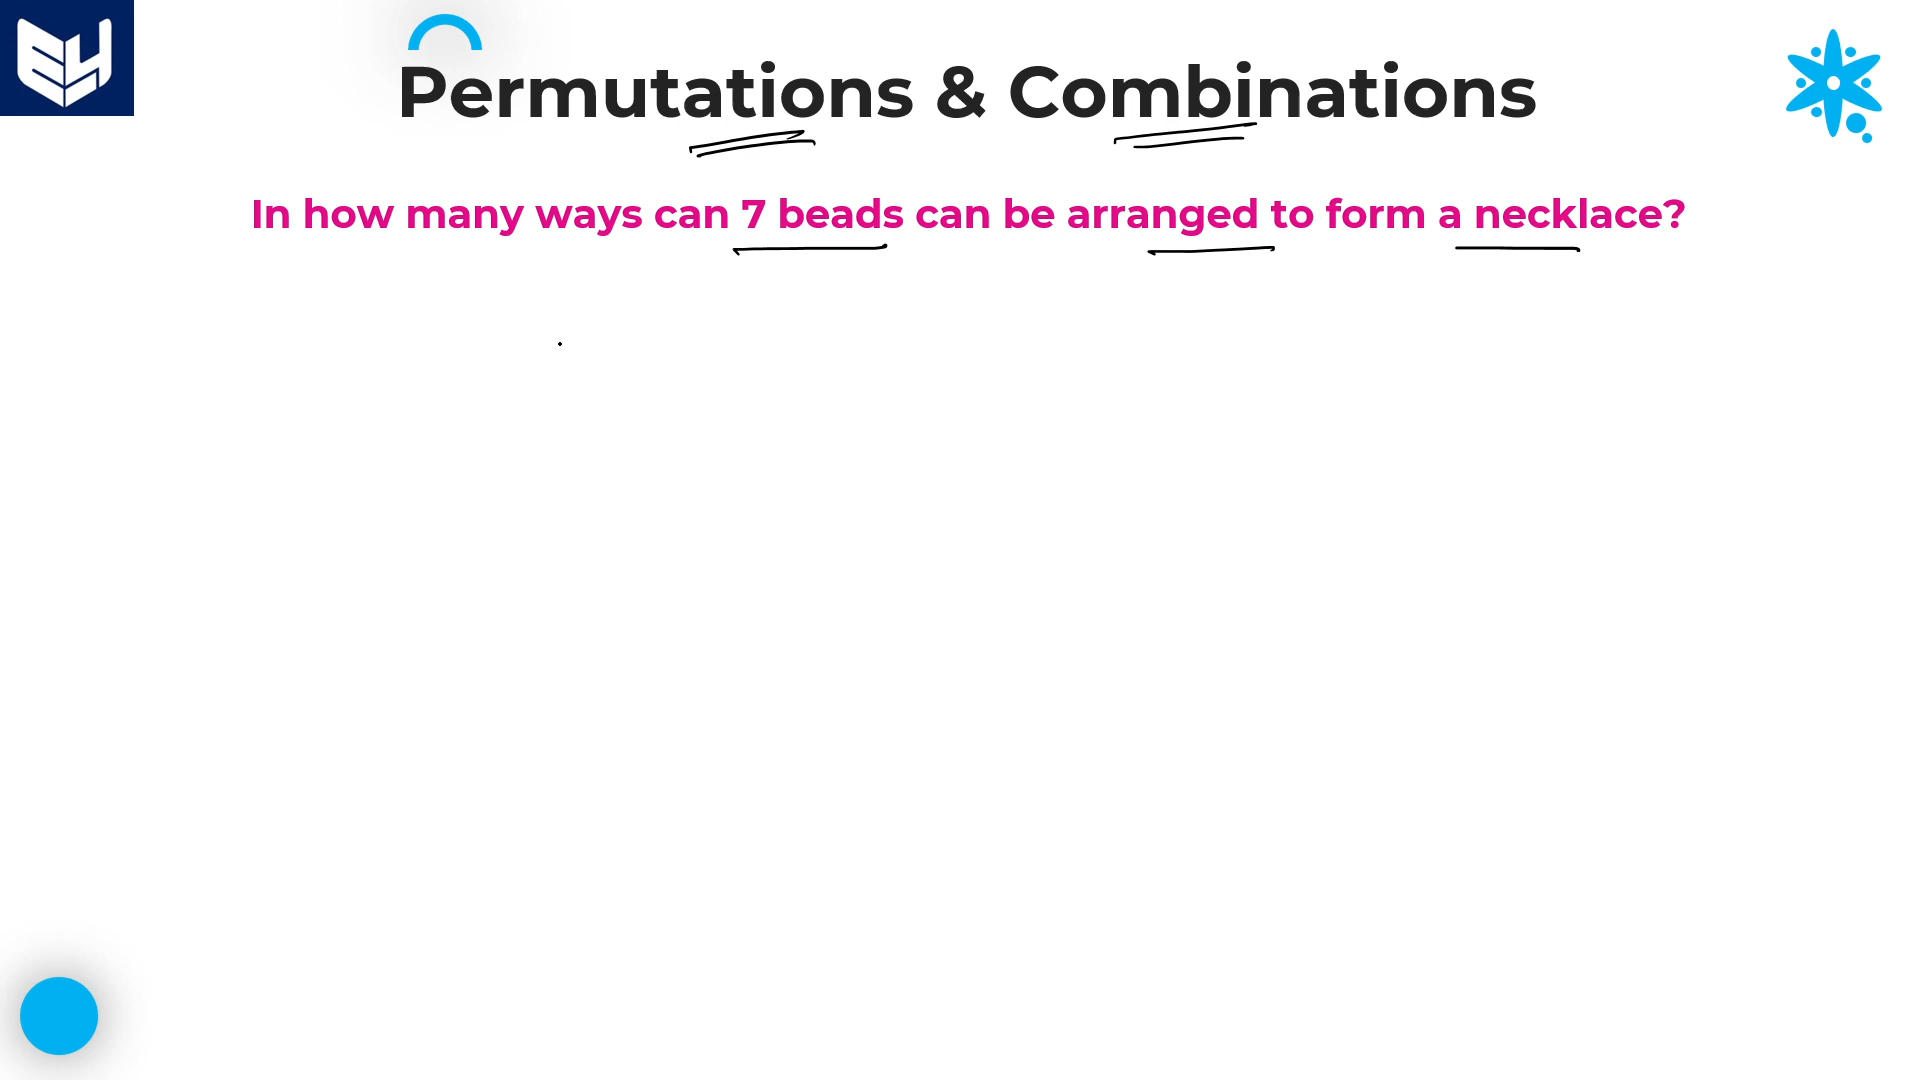 Permutations & Combinations
In how many ways can 7 beads can be arranged to form a necklace?